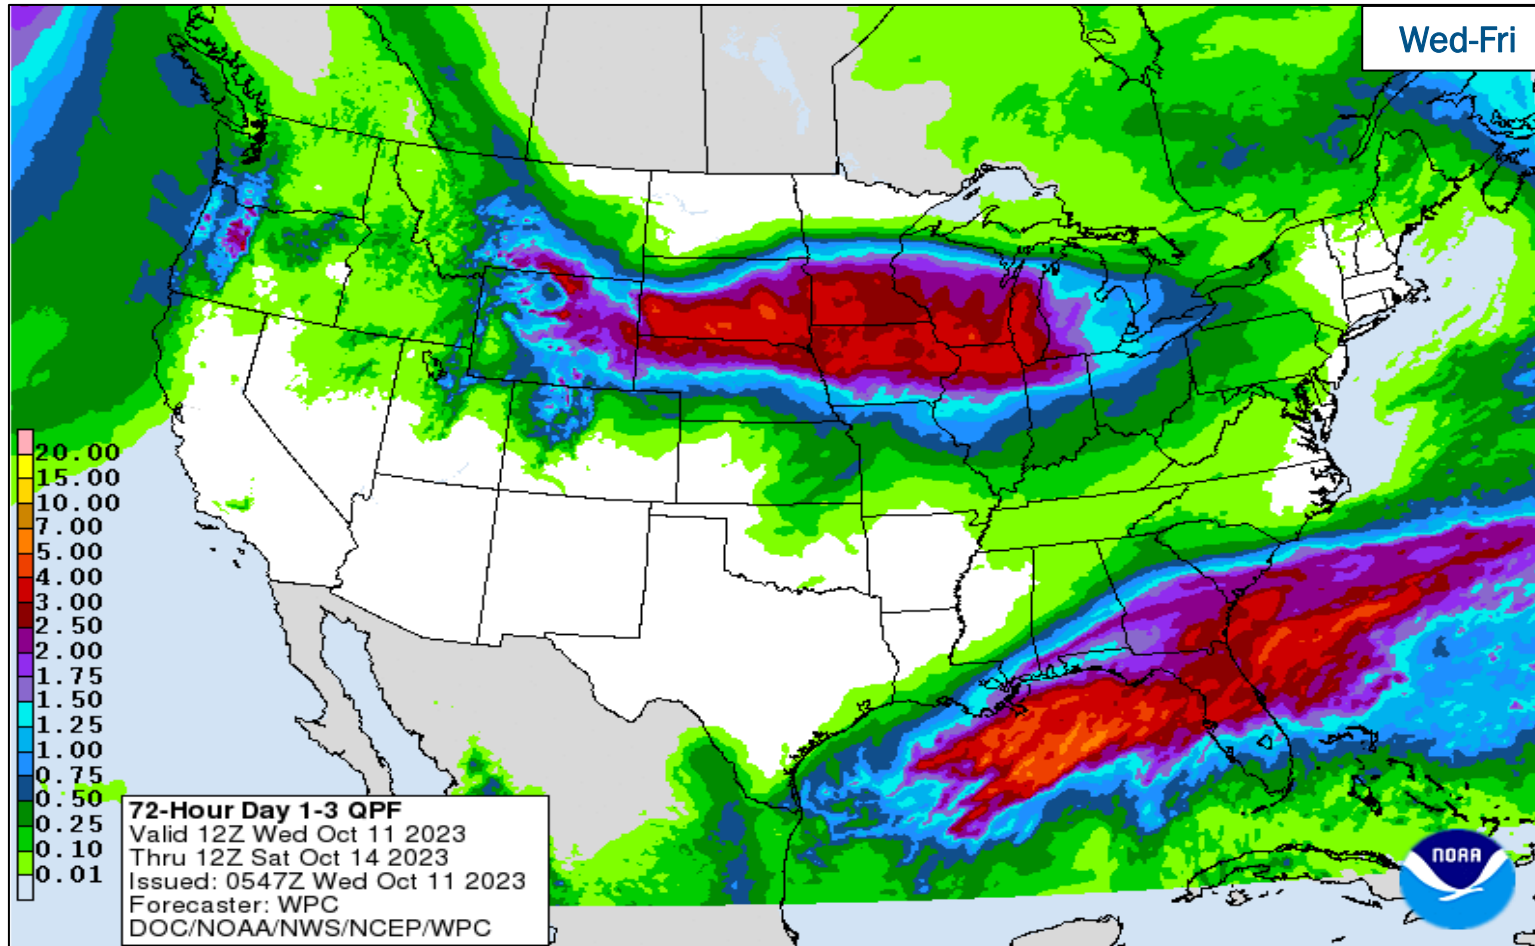 Wed-Fri
20.00
15.00
10.00
7.00
5.00
4.00
3.00
2.50
2.00
1.75
1.50
1.25
1.00
0.75
0.50
0.25
0.10
0.01
72-Hour Day 1-3 QPF
Valid 12Z Wed Oct 11 2023
Thru 12Z Sat Oct 14 2023
Issued: 0547Z Wed Oct 11 2023
Forecaster: WPC
DOC/NOAA/NWS/NCEP/WPC
NOAA